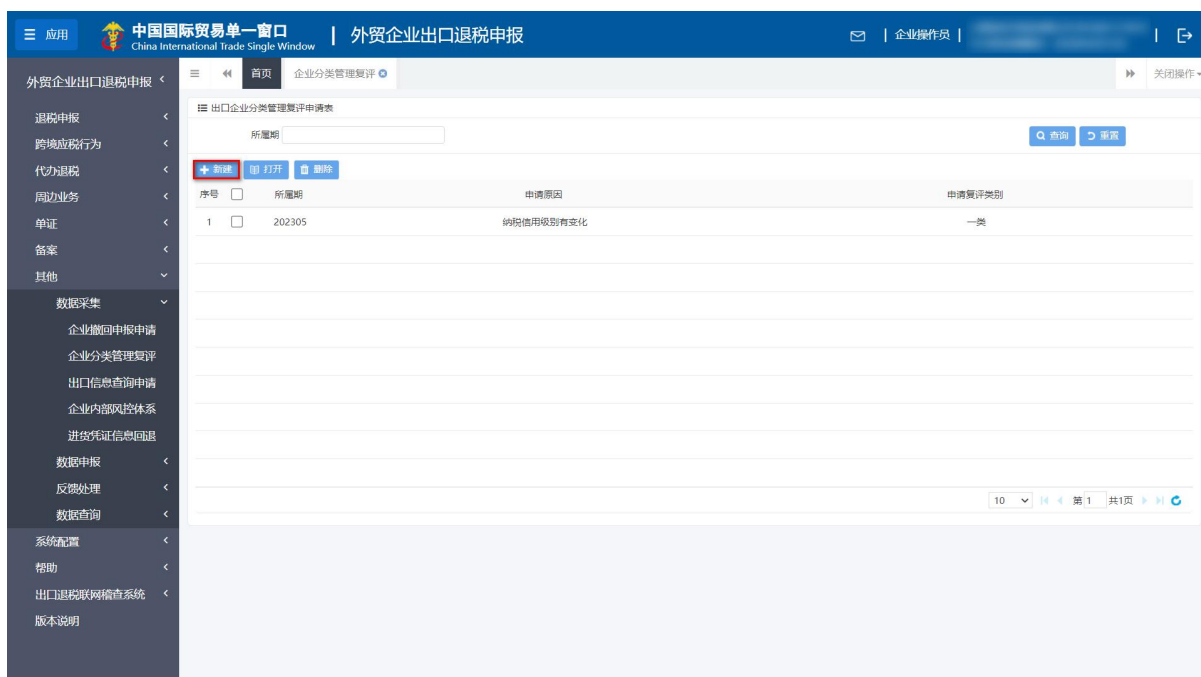 应用
中国国际贸易单一窗口
China International Trade Single Window
外贸企业出口退税申报
企业操作员
外贸企业出口退税申报
首页
企业分类管理复评
关闭操作
退税申报
跨境应税行为
代办退税
周边业务
单证
备案
其他
数据采集
企业撤回申报申请
企业分类管理复评
出口信息查询申请
企业内部风控体系
进货凭证信息回退
数据申报
反馈处理
数据查询
系统配置
帮助
出口退税联网稽查系统
版本说明
出口企业分类管理复评申请表
所属期
查询 重置
新建 打开 删除
序号 所属期 申请原因 申请复评类别
1 202305 纳税信用级别有变化 一类
10 第 1 共1页